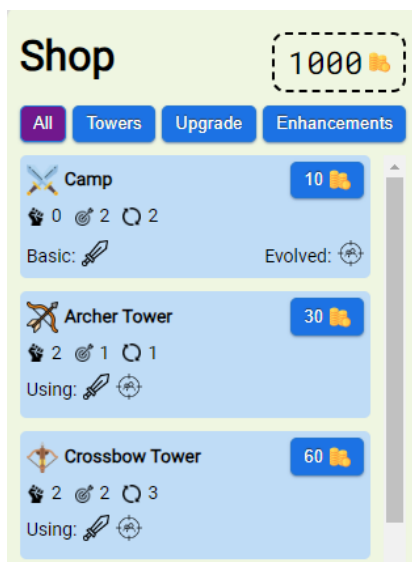 Shop
1000
All Towers Upgrade Enhancements
Camp 10
0 2 2
Basic: Evolved:
Archer Tower 30
2 1 1
Using:
Crossbow Tower 60
2 2 3
Using: